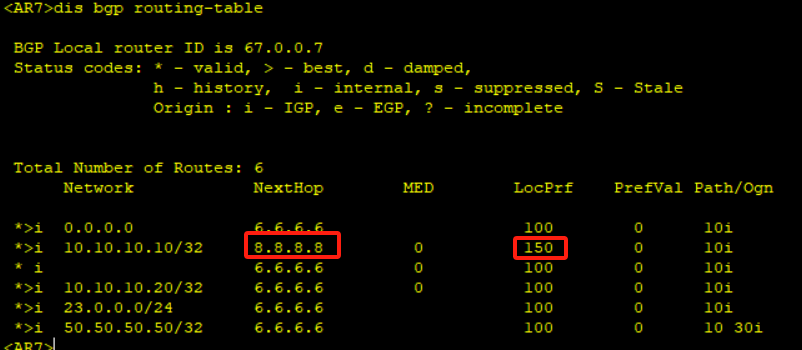 <AR7>dis bgp routing-table
BGP Local router ID is 67.0.0.7
Status codes: * - valid, > - best, d - damped,
h - history,  i - internal, s - suppressed, S - Stale
Origin : i - IGP, e - EGP, ? - incomplete
Total Number of Routes: 6
Network NextHop MED LocPrf PrefVal Path/Ogn
*>i 0.0.0.0 6.6.6.6 100 0 10i
*>i 10.10.10.10/32 8.8.8.8 0 150 0 10i
* i 6.6.6.6 0 100 0 10i
*>i 10.10.10.20/32 6.6.6.6 0 100 0 10i
*>i 23.0.0.0/24 6.6.6.6 100 0 10i
*>i 50.50.50.50/32 6.6.6.6 100 0 10 30i
<AR7>